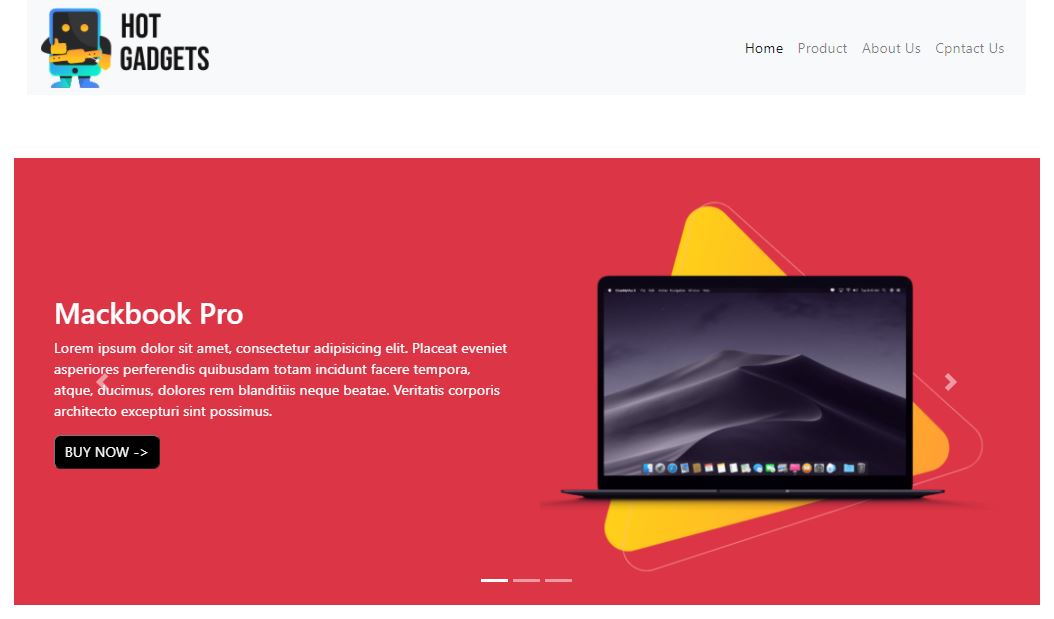 HOT
GADGETS
Home Product About Us Cpntact Us
Mackbook Pro
Lorem ipsum dolor sit amet, consectetur adipisicing elit. Placeat eveniet
asperiores perferendis quibusdam totam incidunt facere tempora,
atque, ducimus, dolores rem blanditiis neque beatae. Veritatis corporis
architecto excepturi sint possimus.
BUY NOW ->